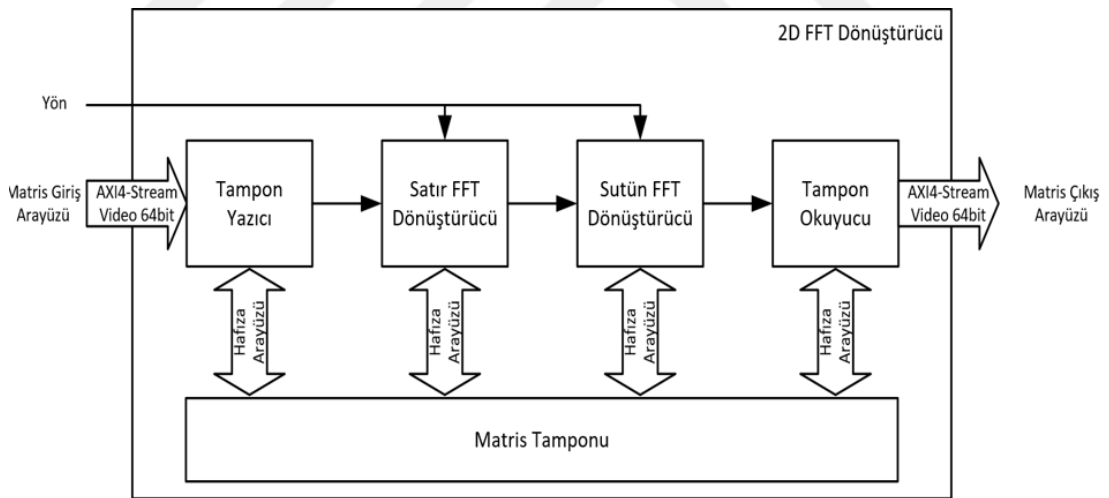 2D FFT Dönüştürücü
Yön
Matris Giriş
Arayüzü
AXI4-Stream
Video 64bit
Tampon
Yazıcı
Satır FFT
Dönüştürücü
Sutün FFT
Dönüştürücü
Tampon
Okuyucu
AXI4-Stream
Video 64bit
Matris Çıkış
Arayüzü
Hafıza
Arayüzü
Hafıza
Arayüzü
Hafıza
Arayüzü
Hafıza
Arayüzü
Matris Tamponu